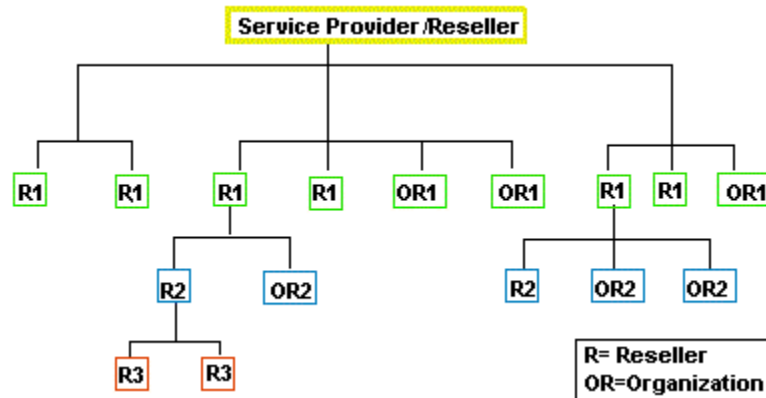 Service Provider/Reseller
R1 R1 R1 R1 OR1 OR1 R1 R1 OR1
R2 OR2 R2 OR2 OR2
R3 R3
R= Reseller
OR=Organization